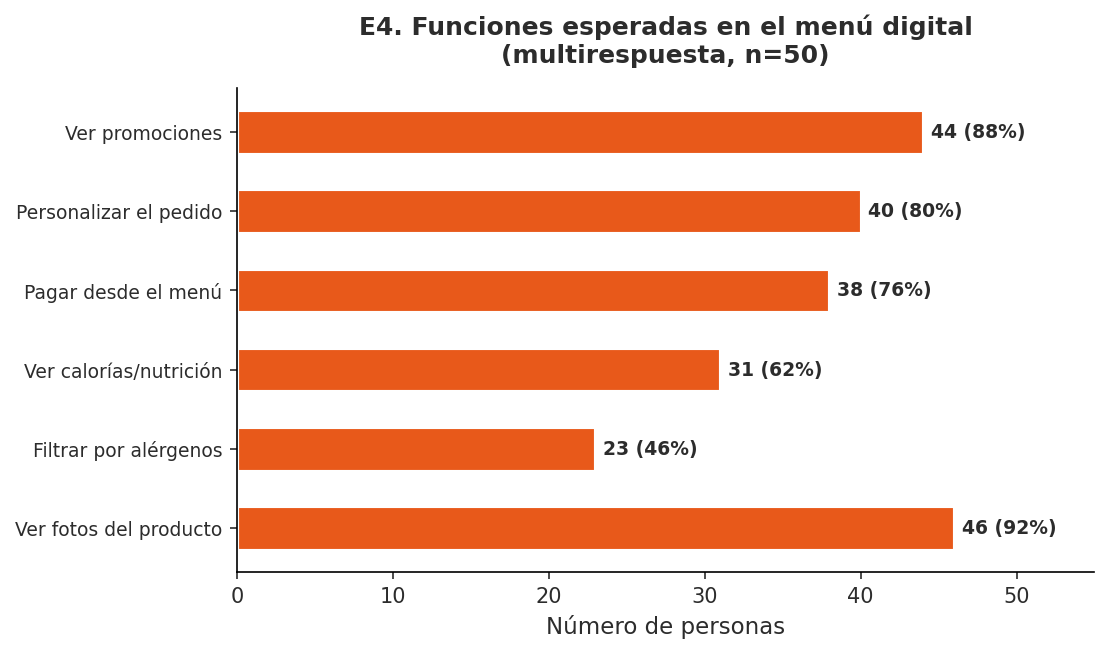 E4. Funciones esperadas en el menú digital
(multirespuesta, n=50)
Ver promociones
44 (88%)
Personalizar el pedido
40 (80%)
Pagar desde el menú
38 (76%)
Ver calorías/nutrición
31 (62%)
Filtrar por alérgenos
23 (46%)
Ver fotos del producto
46 (92%)
0 10 20 30 40 50
Número de personas